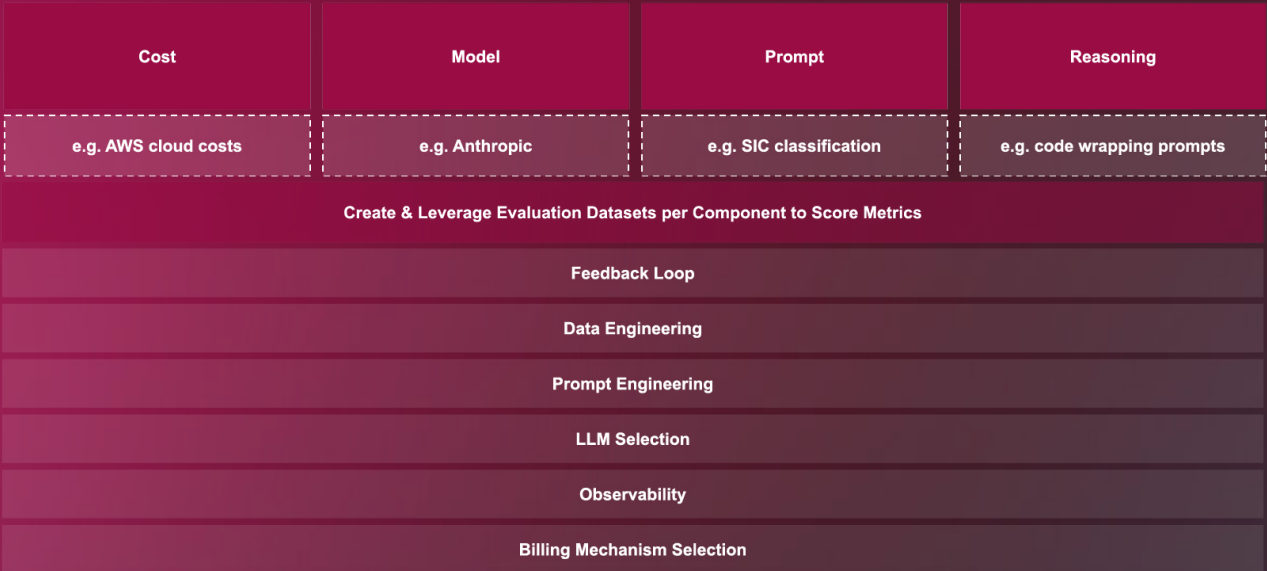 Cost
Model
Prompt
Reasoning
e.g. AWS cloud costs
e.g. Anthropic
e.g. SIC classification
e.g. code wrapping prompts
Create & Leverage Evaluation Datasets per Component to Score Metrics
Feedback Loop
Data Engineering
Prompt Engineering
LLM Selection
Observability
Billing Mechanism Selection